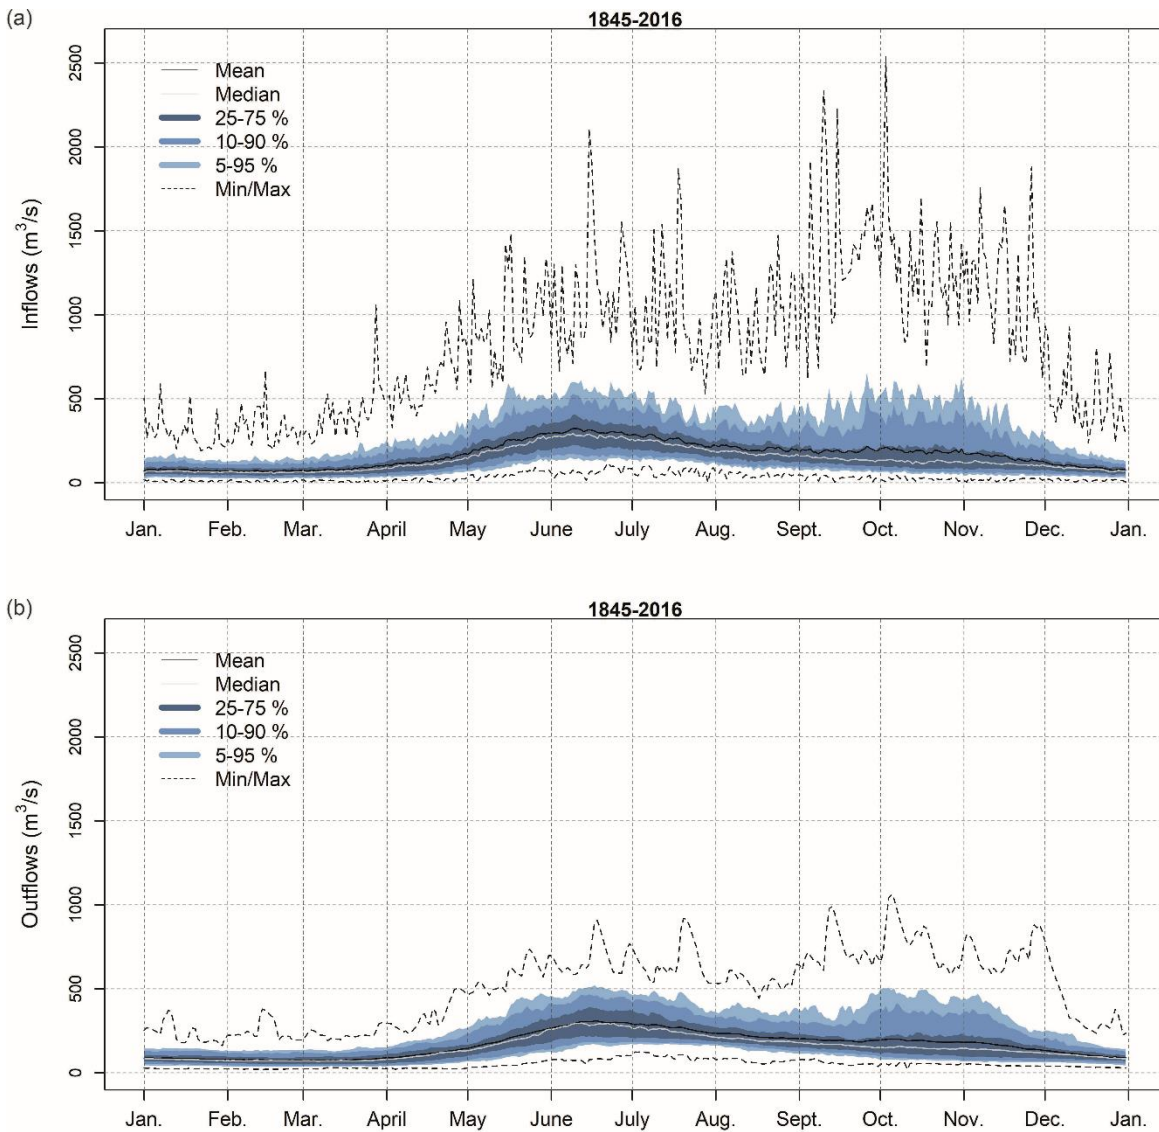 (a)
1845-2016
Mean
Median
25-75 %
10-90 %
5-95 %
Min/Max
Inflows (m³/s)
2500
2000
1500
1000
500
0
Jan. Feb. Mar. April May June July Aug. Sept. Oct. Nov. Dec. Jan.
(b)
1845-2016
Mean
Median
25-75 %
10-90 %
5-95 %
Min/Max
Outflows (m³/s)
2500
2000
1500
1000
500
0
Jan. Feb. Mar. April May June July Aug. Sept. Oct. Nov. Dec. Jan.